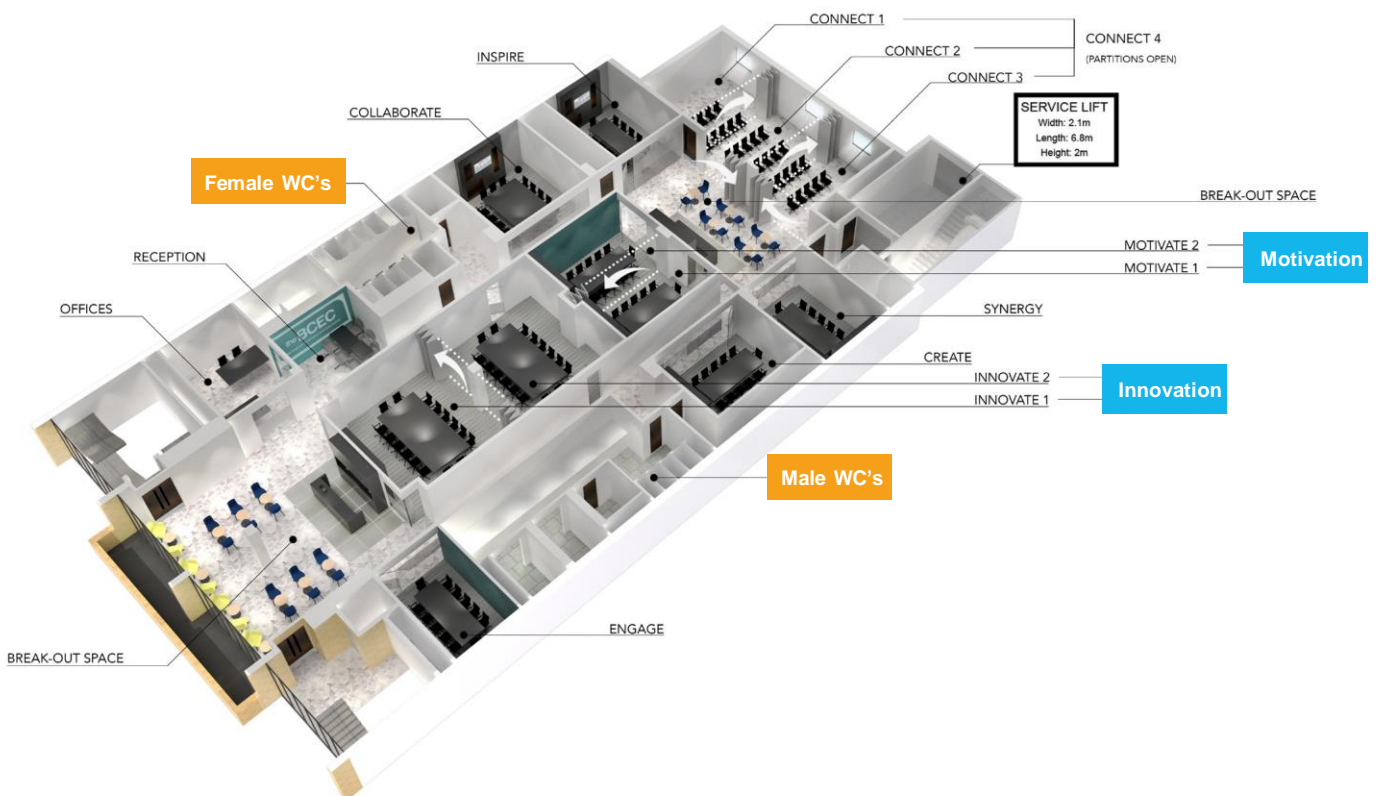 CONNECT 1
CONNECT 2
CONNECT 3
CONNECT 4
(PARTITIONS OPEN)
INSPIRE
COLLABORATE
SERVICE LIFT
Width: 2.1m
Length: 6.8m
Height: 2m
Female WC's
BREAK-OUT SPACE
RECEPTION
MOTIVATE 2
MOTIVATE 1
Motivation
OFFICES
the BCEC
SYNERGY
CREATE
INNOVATE 2
INNOVATE 1
Innovation
Male WC's
ENGAGE
BREAK-OUT SPACE